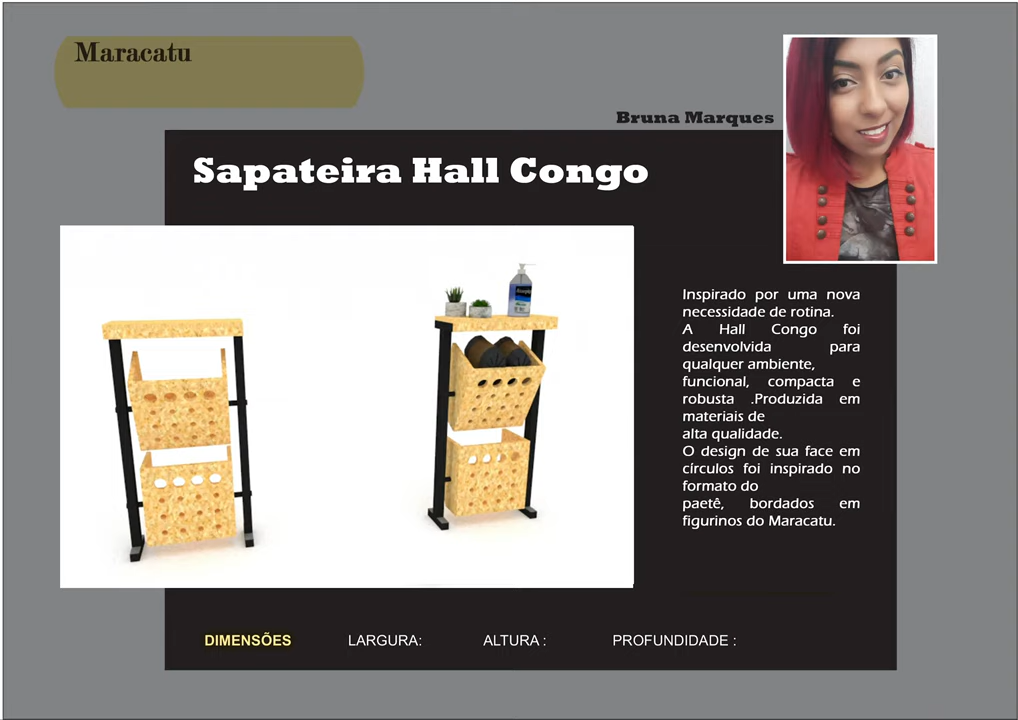 Maracatu
Bruna Marques
Sapateira Hall Congo
Inspirado por uma nova
necessidade de rotina.
A Hall Congo foi
desenvolvida para
qualquer ambiente,
funcional, compacta e
robusta .Produzida em
materiais de
alta qualidade.
O design de sua face em
círculos foi inspirado no
formato do
paetê, bordados em
figurinos do Maracatu.
DIMENSÕES LARGURA: ALTURA : PROFUNDIDADE :